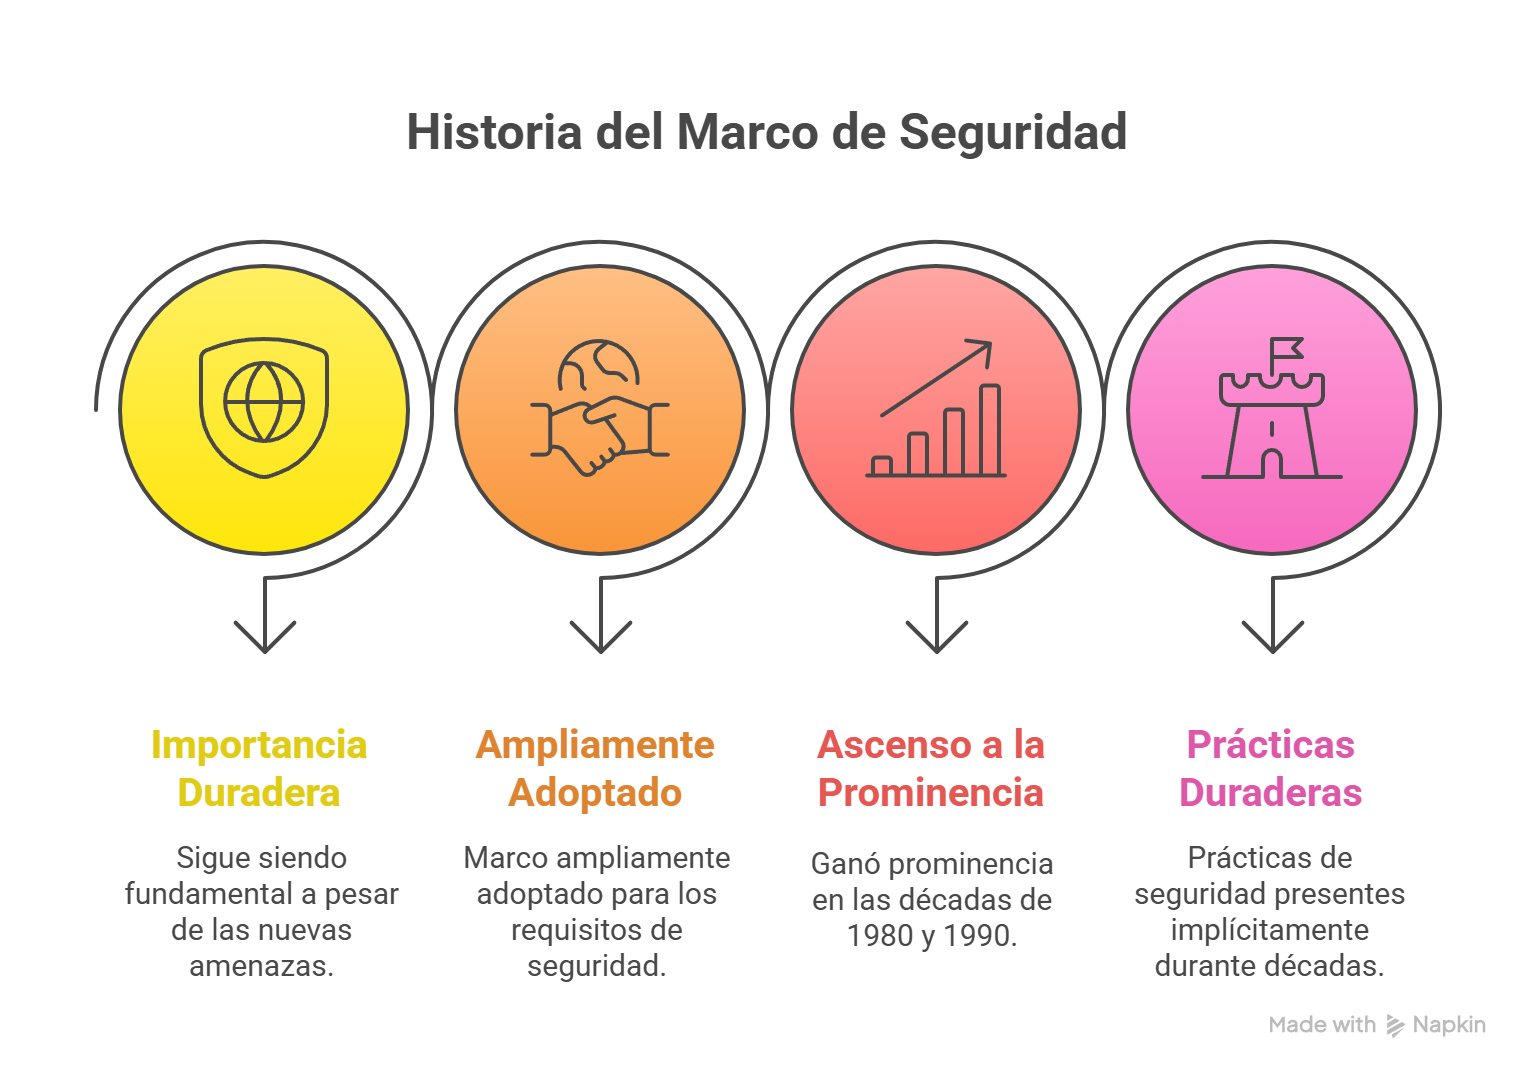 Historia del Marco de Seguridad
Importancia
Duradera
Sigue siendo
fundamental a pesar
de las nuevas
amenazas.
Ampliamente
Adoptado
Marco ampliamente
adoptado para los
requisitos de
seguridad.
Ascenso a la
Prominencia
Ganó prominencia
en las décadas de
1980 y 1990.
Prácticas
Duraderas
Prácticas de
seguridad presentes
implícitamente
durante décadas.
Made with Napkin